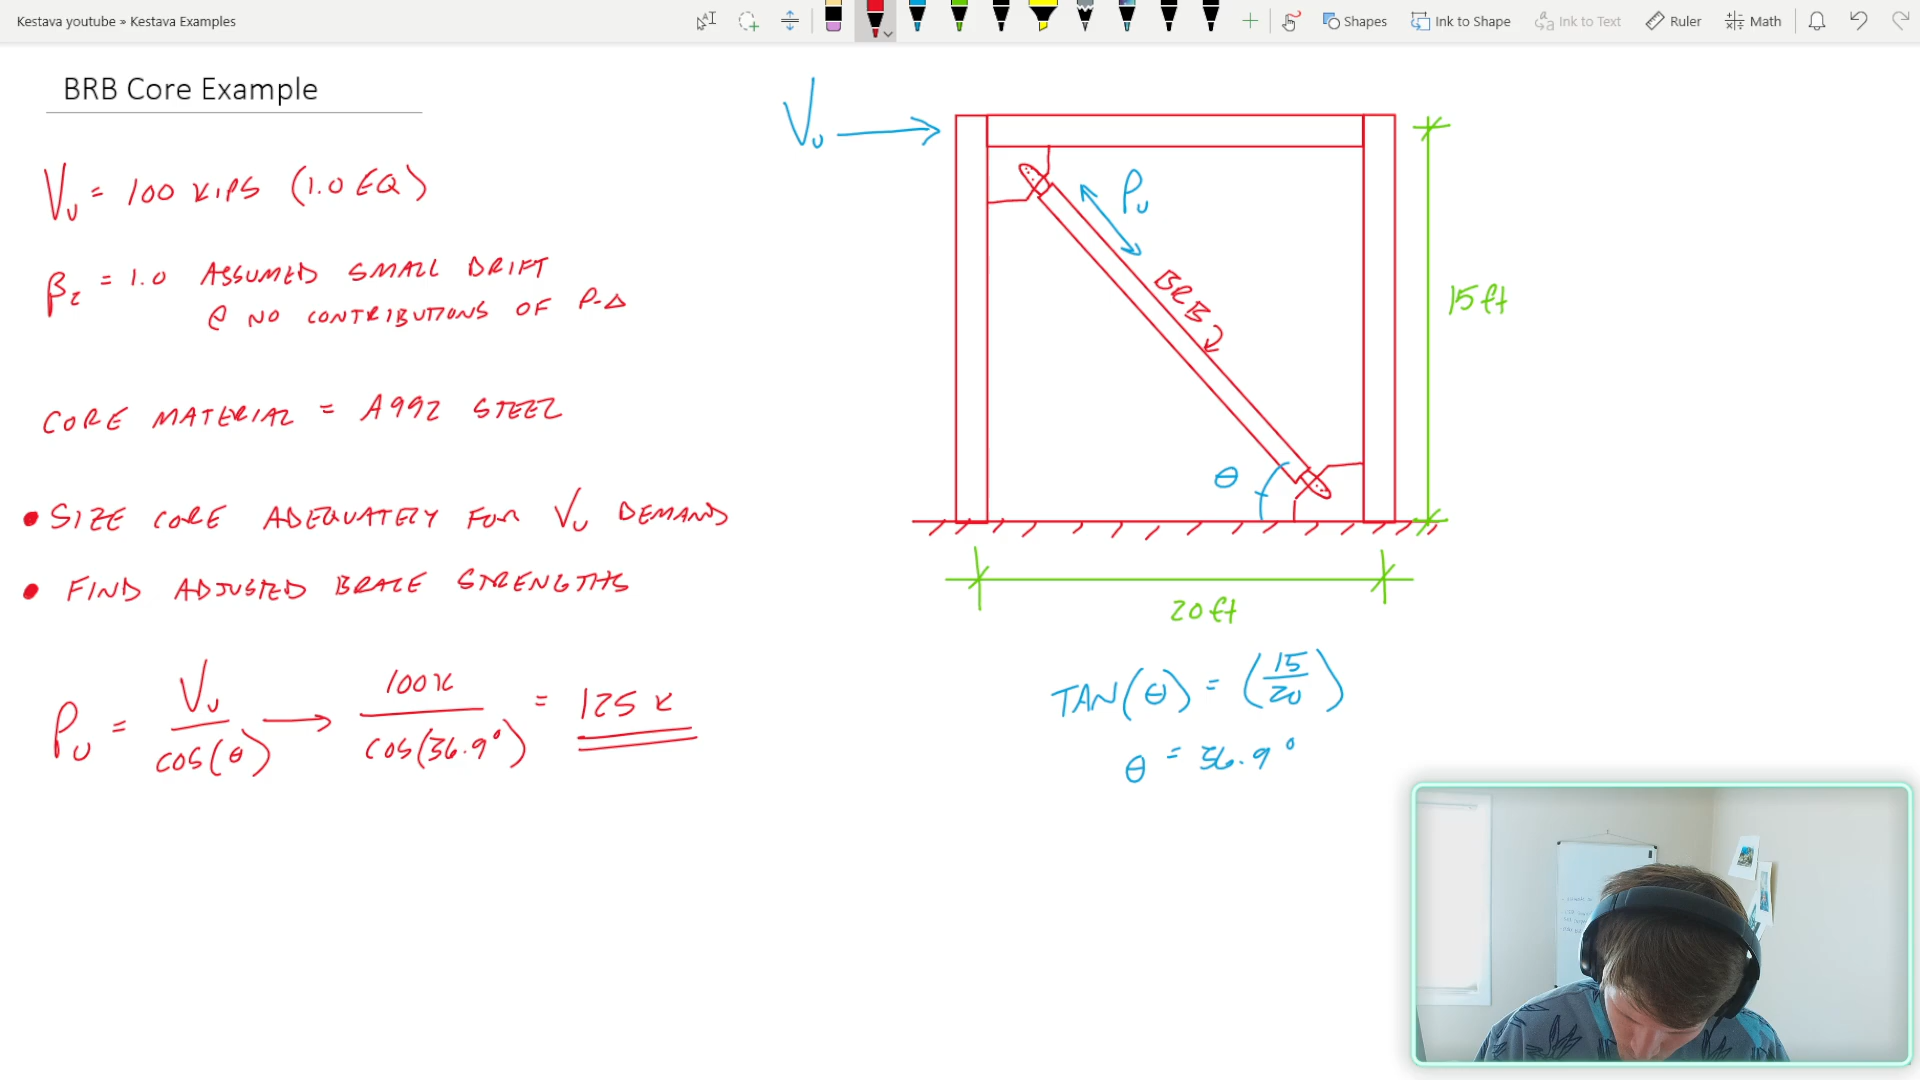 Kestava youtube » Kestava Examples
Shapes
Ink to Shape
Ink to Text
Ruler
Math
BRB Core Example
Vu = 100 KIPS (1.0 EQ)
β2 = 1.0 ASSUMED SMALL DRIFT
@ NO CONTRIBUTIONS OF P-Δ
CORE MATERIAL = A992 STEEL
• SIZE CORE ADEQUATELY FOR Vu DEMAND
• FIND ADJUSTED BRACE STRENGTHS
Pu = Vu / COS(θ) → 100K / COS(36.9°) = 125 K
Vu
Pu
BRB
θ
15 ft
20 ft
TAN(θ) = (15/20)
θ = 36.9°